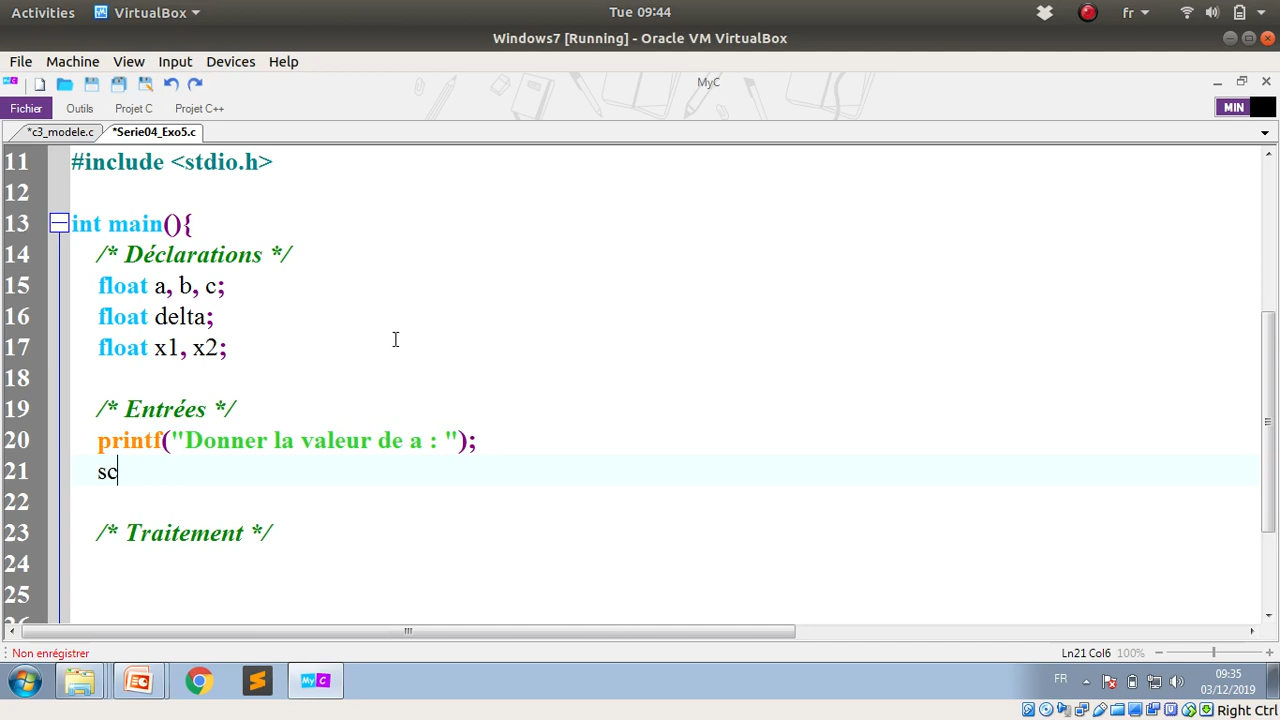 Activities VirtualBox Tue 09:44 fr
Windows7 [Running] - Oracle VM VirtualBox
File Machine View Input Devices Help
MyC
Fichier Outils Projet C Projet C++ MIN
*c3_modele.c *Serie04_Exo5.c
11 #include <stdio.h>
12
13 int main(){
14 /* Déclarations */
15 float a, b, c;
16 float delta;
17 float x1, x2;
18
19 /* Entrées */
20 printf("Donner la valeur de a : ");
21 sc
22
23 /* Traitement */
24
25
Non enrégistrer Ln21 Col6 100%
FR 09:35
03/12/2019
Right Ctrl